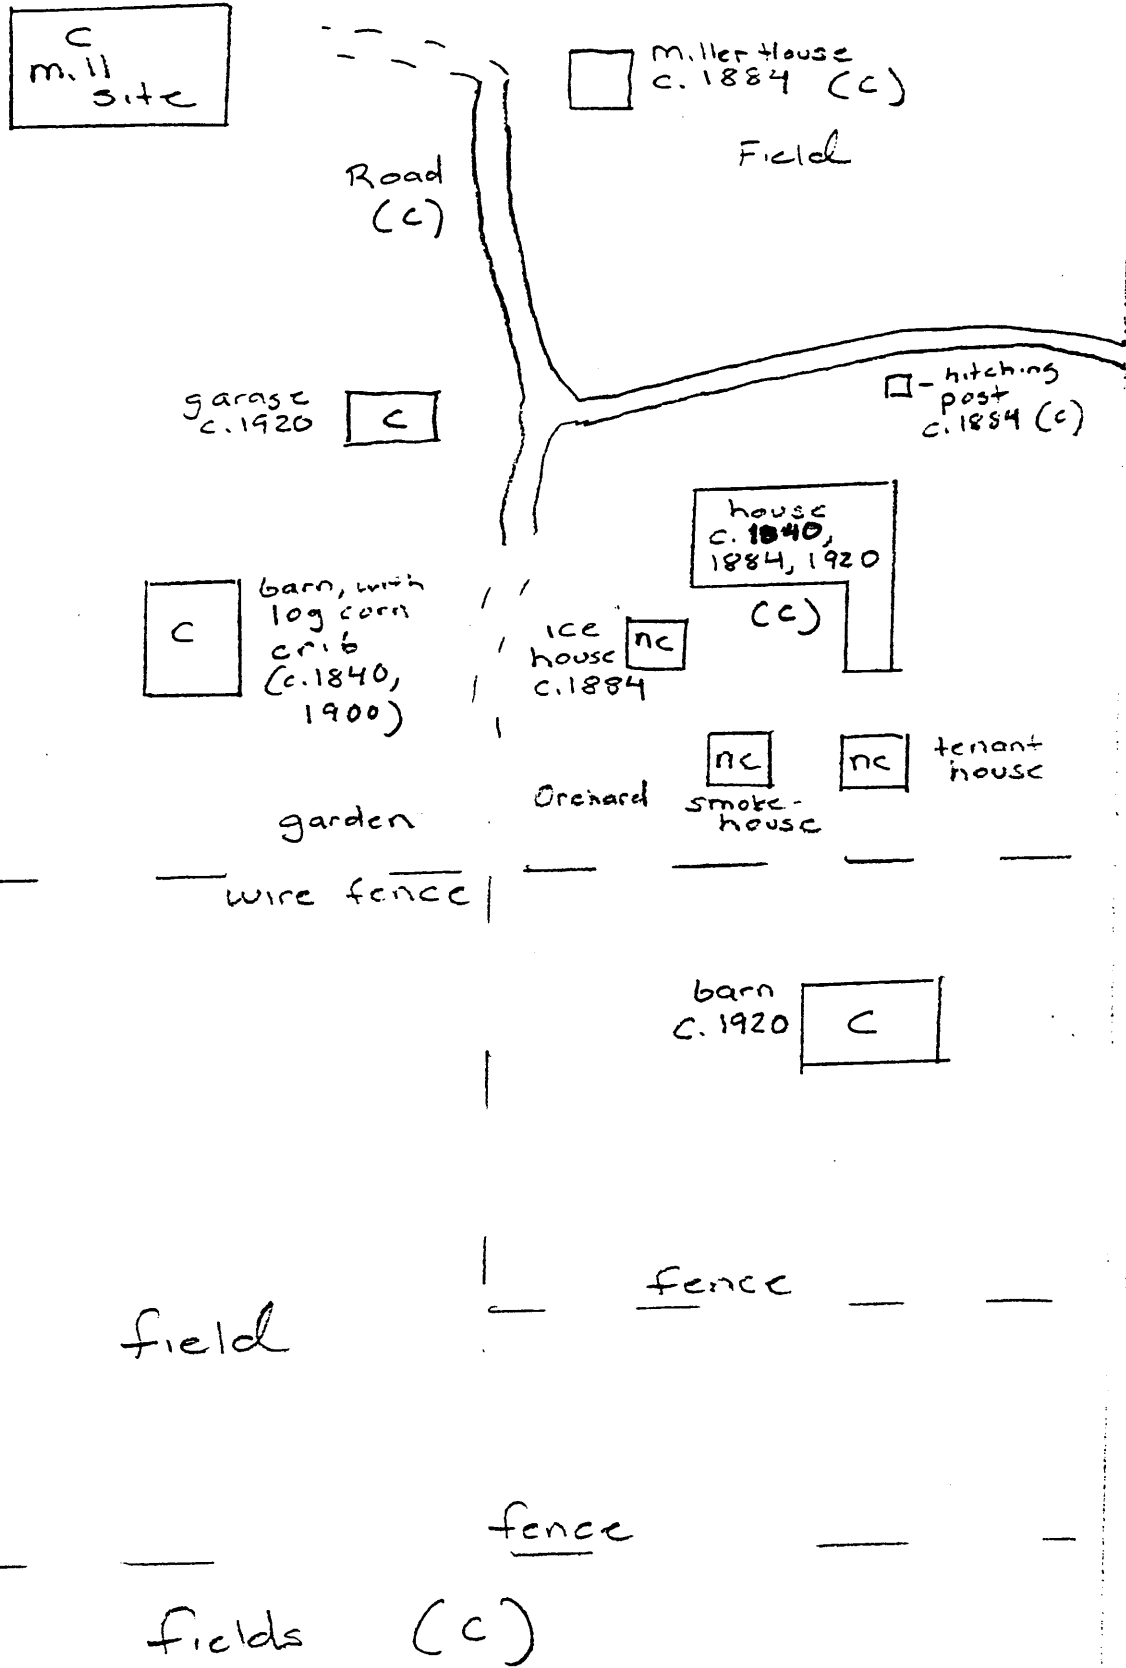 C
mill
site
Miller House
c. 1884 (C)
Field
Road
(C)
garage
c. 1920
C
- hitching
post
c. 1884 (C)
house
c. 1840,
1884, 1920
(C)
C
barn, with
log corn
crib
(c. 1840,
1900)
ice
house
c. 1884
nc
nc
smoke-
house
nc
tenant
house
Orchard
garden
wire fence
barn
c. 1920
C
fence
field
fence
fields (C)